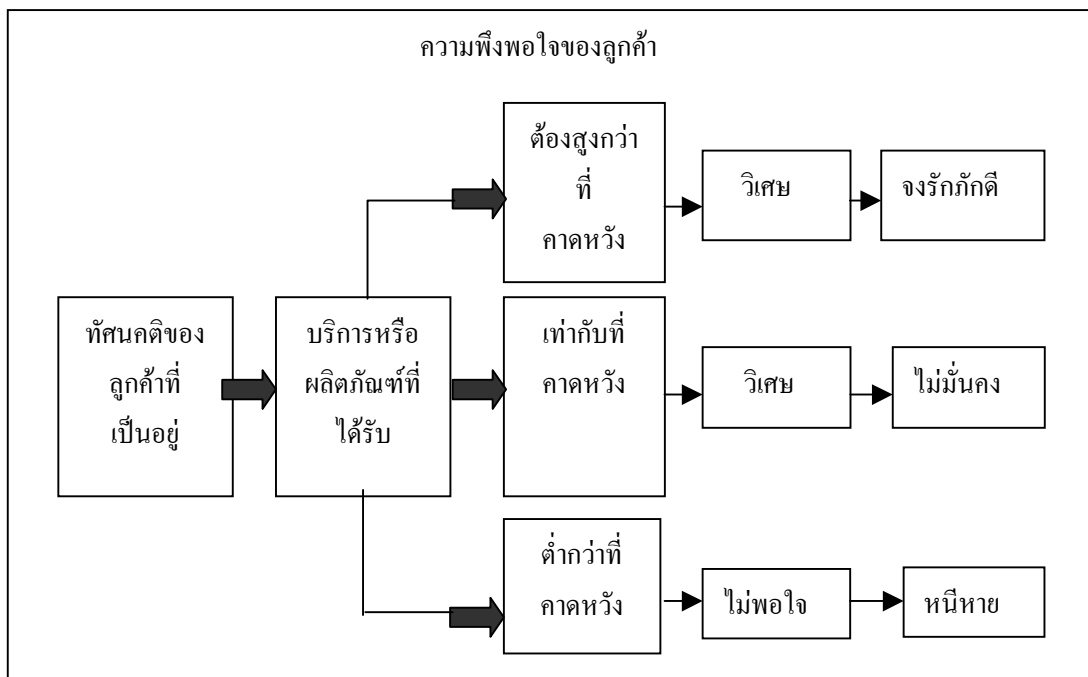 ความพึงพอใจของลูกค้า
ต้องสูงกว่า
ที่
คาดหวัง
วิเศษ
จงรักภักดี
ทัศนคติของ
ลูกค้าที่
เป็นอยู่
บริการหรือ
ผลิตภัณฑ์ที่
ได้รับ
เท่ากับที่
คาดหวัง
วิเศษ
ไม่มั่นคง
ต่ำกว่าที่
คาดหวัง
ไม่พอใจ
หนีหาย